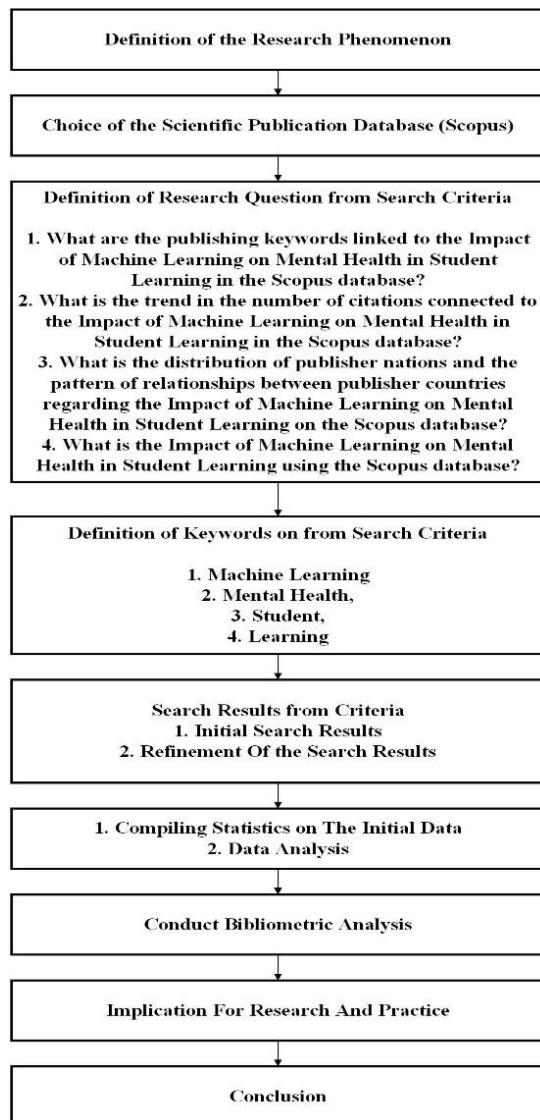 Definition of the Research Phenomenon
Choice of the Scientific Publication Database (Scopus)
Definition of Research Question from Search Criteria
1. What are the publishing keywords linked to the Impact
of Machine Learning on Mental Health in Student
Learning in the Scopus database?
2. What is the trend in the number of citations connected to
the Impact of Machine Learning on Mental Health in
Student Learning in the Scopus database?
3. What is the distribution of publisher nations and the
pattern of relationships between publisher countries
regarding the Impact of Machine Learning on Mental
Health in Student Learning on the Scopus database?
4. What is the Impact of Machine Learning on Mental
Health in Student Learning using the Scopus database?
Definition of Keywords on from Search Criteria
1. Machine Learning
2. Mental Health,
3. Student,
4. Learning
Search Results from Criteria
1. Initial Search Results
2. Refinement Of the Search Results
1. Compiling Statistics on The Initial Data
2. Data Analysis
Conduct Bibliometric Analysis
Implication For Research And Practice
Conclusion